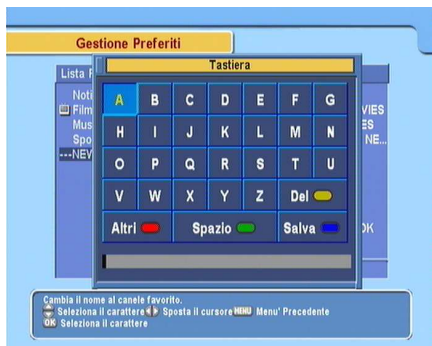 Gestione Preferiti
Tastiera
Lista
Noti
Film
Mus
Spo
---NEW
A B C D E F G
H I J K L M N
O P Q R S T U
V W X Y Z Del
Altri Spazio Salva
VIES
ES
NE...
OK
Cambia il nome al canele favorito.
Seleziona il carattere Sposta il cursore MENU Menu' Precedente
OK Seleziona il carattere